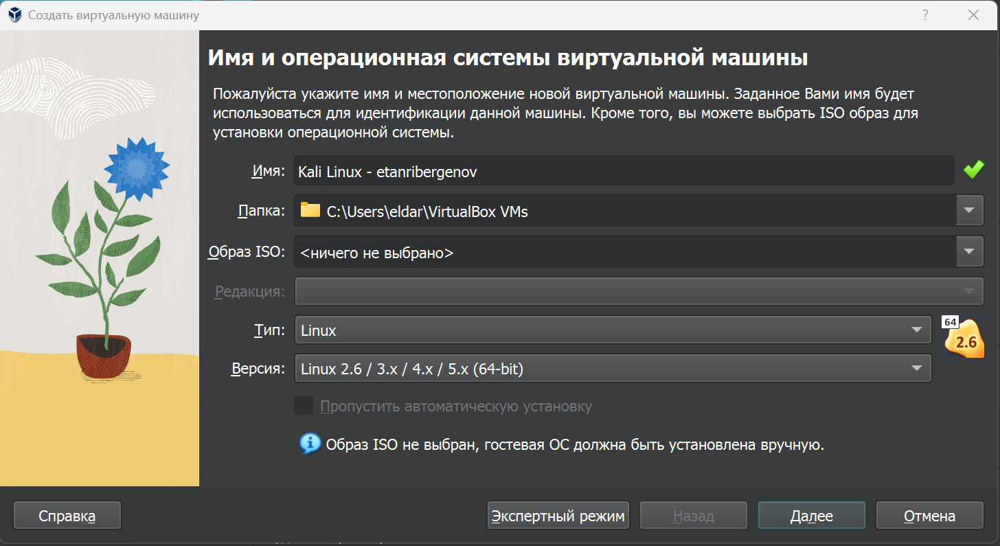 Создать виртуальную машину
?
Имя и операционная системы виртуальной машины
Пожалуйста укажите имя и местоположение новой виртуальной машины. Заданное Вами имя будет
использоваться для идентификации данной машины. Кроме того, вы можете выбрать ISO образ для
установки операционной системы.
Имя: Kali Linux - etanribergenov
Папка: C:\Users\eldar\VirtualBox VMs
Образ ISO: <ничего не выбрано>
Редакция:
Тип: Linux
64
2.6
Версия: Linux 2.6 / 3.x / 4.x / 5.x (64-bit)
Пропустить автоматическую установку
Образ ISO не выбран, гостевая ОС должна быть установлена вручную.
Справка Экспертный режим Назад Далее Отмена